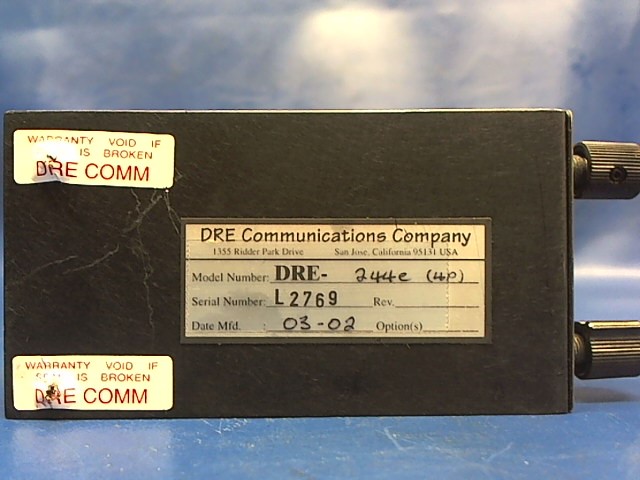 WARRANTY VOID IF
IS BROKEN
DRE COMM
DRE Communications Company
1355 Ridder Park Drive San Jose, California 95131 USA
Model Number: DRE- 244e (4P)
Serial Number: L2769 Rev.
Date Mfd. : 03-02 Option(s)
WARRANTY VOID IF
IS BROKEN
DRE COMM